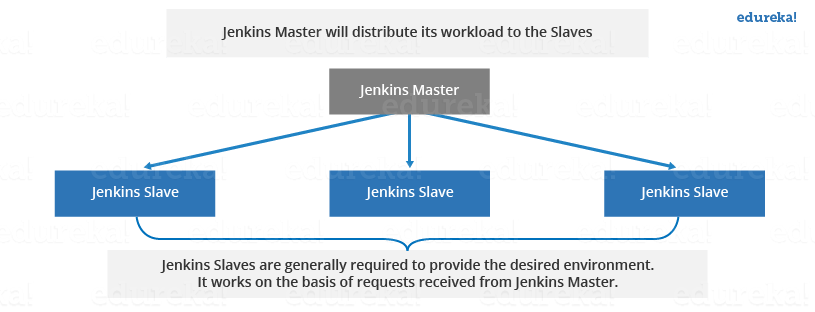 edureka!
Jenkins Master will distribute its workload to the Slaves
Jenkins Master
Jenkins Slave
Jenkins Slave
Jenkins Slave
Jenkins Slaves are generally required to provide the desired environment.
It works on the basis of requests received from Jenkins Master.